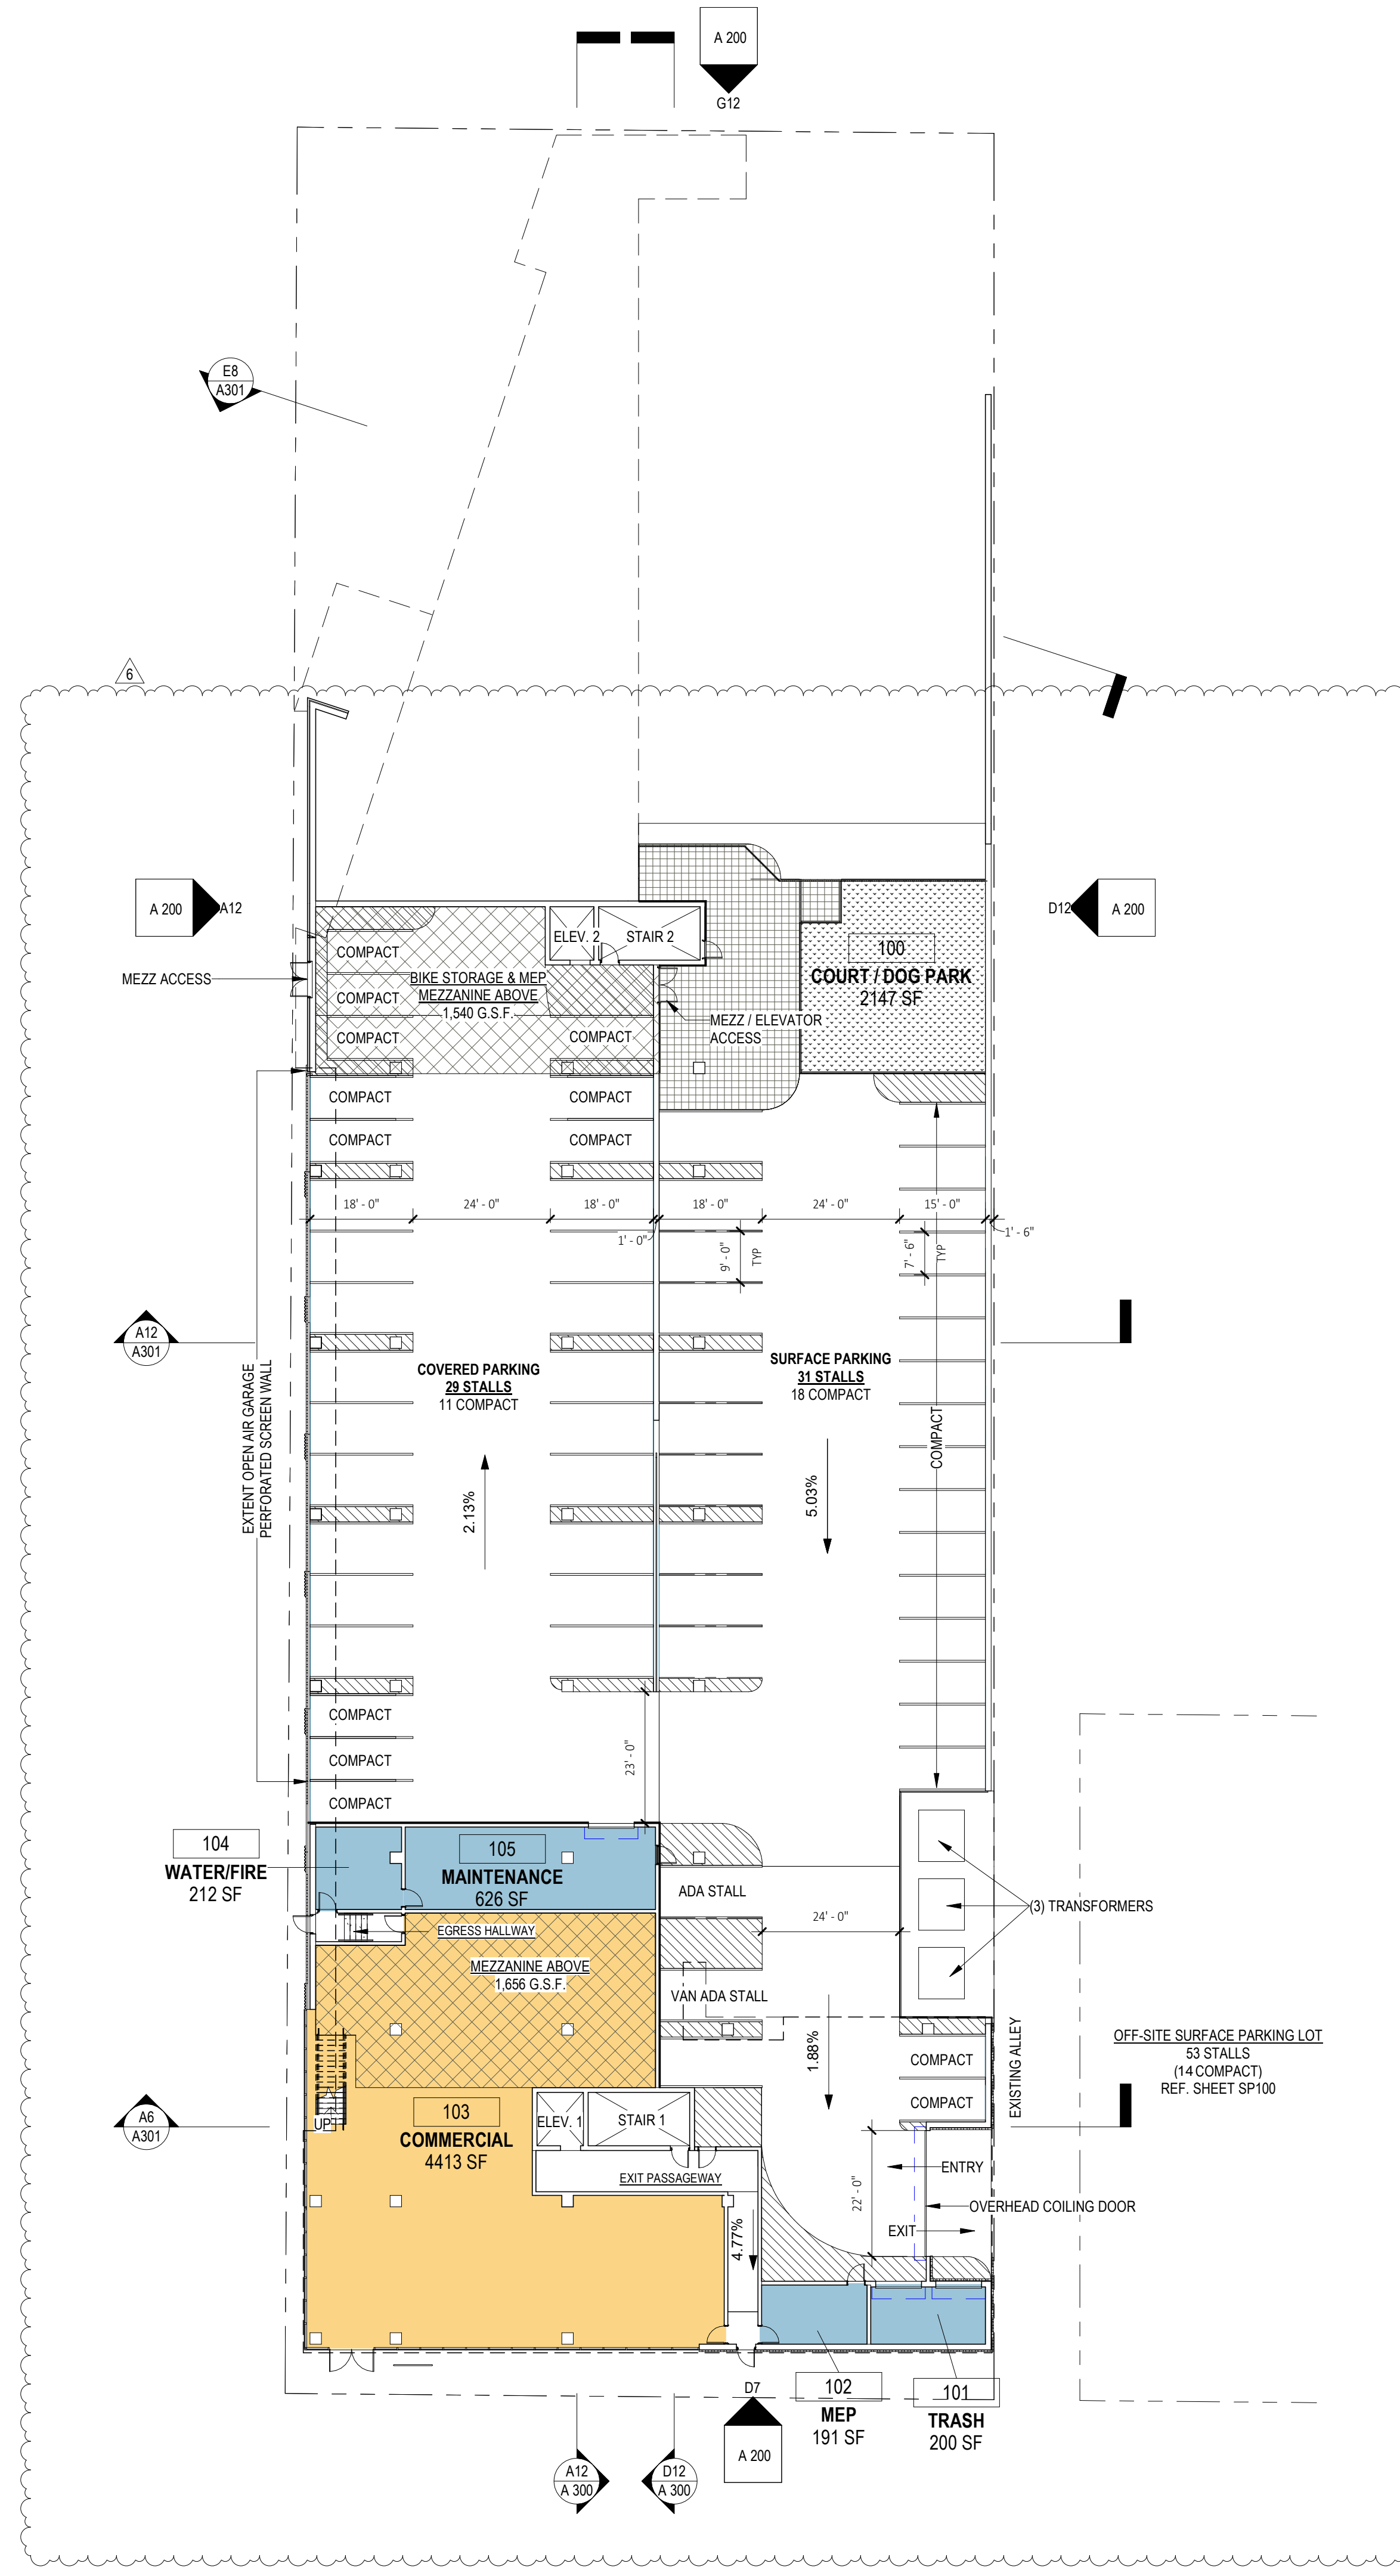 A 200
G12
E8
A301
6
A 200
A12
D12
A 200
MEZZ ACCESS
ELEV. 2
STAIR 2
COMPACT
COMPACT
COMPACT
BIKE STORAGE & MEP
MEZZANINE ABOVE
1,540 G.S.F.
COMPACT
100
COURT / DOG PARK
2147 SF
MEZZ / ELEVATOR
ACCESS
COMPACT
COMPACT
COMPACT
COMPACT
18' - 0"
24' - 0"
18' - 0"
18' - 0"
24' - 0"
15' - 0"
1' - 0"
1' - 6"
9' - 0"
TYP
7' - 6"
TYP
A12
A301
EXTENT OPEN AIR GARAGE
PERFORATED SCREEN WALL
COVERED PARKING
29 STALLS
11 COMPACT
SURFACE PARKING
31 STALLS
18 COMPACT
COMPACT
2.13%
5.03%
COMPACT
COMPACT
COMPACT
23' - 0"
104
WATER/FIRE
212 SF
105
MAINTENANCE
626 SF
ADA STALL
24' - 0"
(3) TRANSFORMERS
EGRESS HALLWAY
MEZZANINE ABOVE
1,656 G.S.F.
VAN ADA STALL
1.88%
COMPACT
COMPACT
EXISTING ALLEY
OFF-SITE SURFACE PARKING LOT
53 STALLS
(14 COMPACT)
REF. SHEET SP100
A6
A301
UP
103
COMMERCIAL
4413 SF
ELEV. 1
STAIR 1
EXIT PASSAGEWAY
4.77%
22' - 0"
ENTRY
OVERHEAD COILING DOOR
EXIT
102
MEP
191 SF
101
TRASH
200 SF
D7
A 200
A12
A 300
D12
A 300